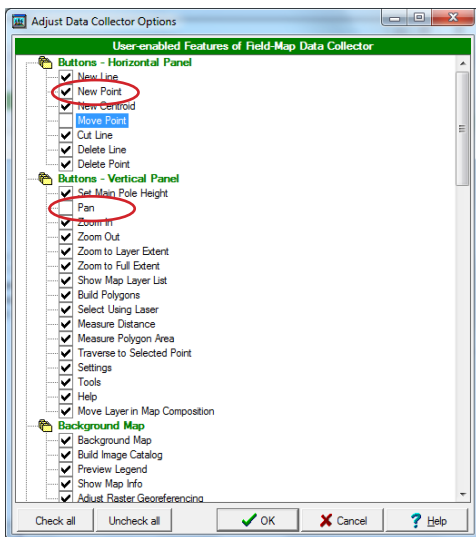 Adjust Data Collector Options
User-enabled Features of Field-Map Data Collector
Buttons - Horizontal Panel
New Line
New Point
New Centroid
Move Point
Cut Line
Delete Line
Delete Point
Buttons - Vertical Panel
Set Main Pole Height
Pan
Zoom In
Zoom Out
Zoom to Layer Extent
Zoom to Full Extent
Show Map Layer List
Build Polygons
Select Using Laser
Measure Distance
Measure Polygon Area
Traverse to Selected Point
Settings
Tools
Help
Move Layer in Map Composition
Background Map
Background Map
Build Image Catalog
Preview Legend
Show Map Info
Adjust Raster Georeferencing
Check all Uncheck all OK Cancel ? Help